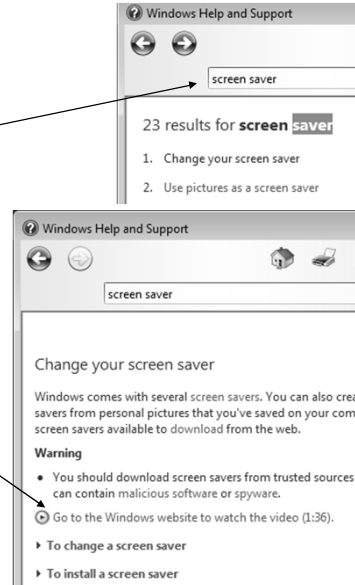 Windows Help and Support
screen saver
23 results for screen saver
1. Change your screen saver
2. Use pictures as a screen saver
Windows Help and Support
screen saver
Change your screen saver
Windows comes with several screen savers. You can also
savers from personal pictures that you've saved on your
screen savers available to download from the web.
Warning
• You should download screen savers from trusted sources
can contain malicious software or spyware.
Go to the Windows website to watch the video (1:36).
To change a screen saver
To install a screen saver